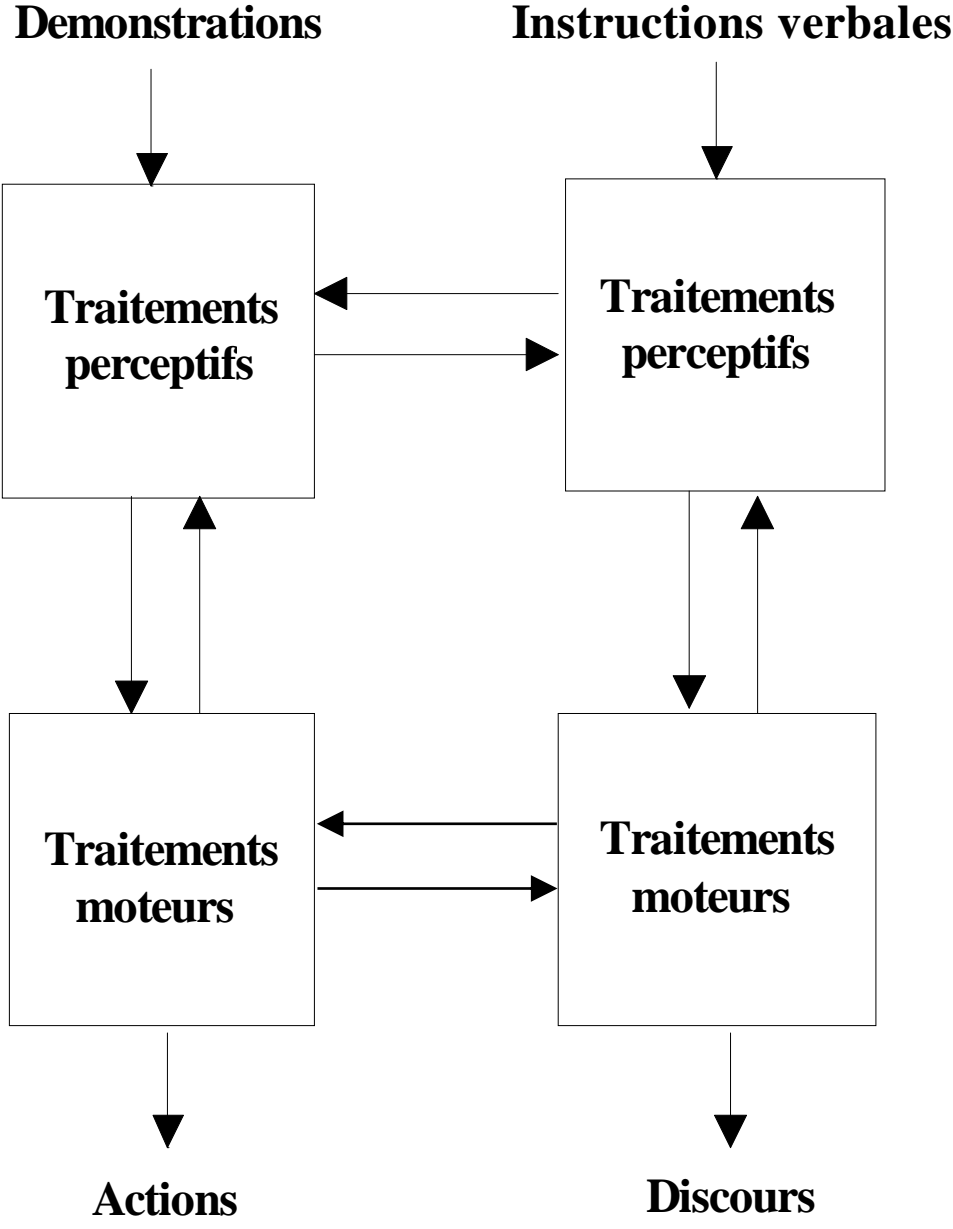 Demonstrations
Instructions verbales
Traitements
perceptifs
Traitements
perceptifs
Traitements
moteurs
Traitements
moteurs
Actions
Discours